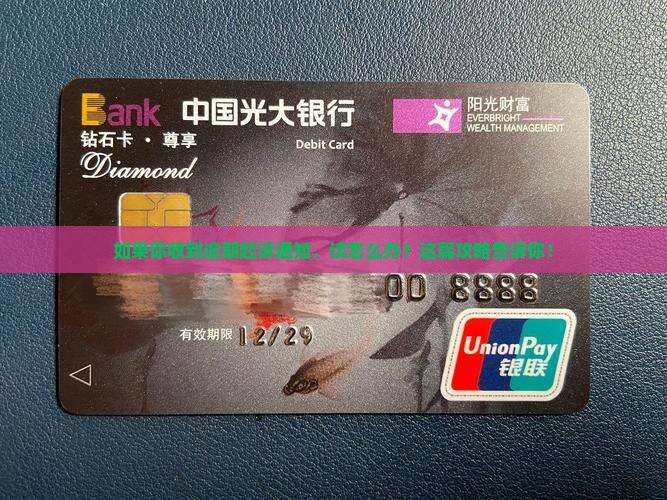 Bank 中国光大银行
阳光财富
EVERBRIGHT
WEALTH MANAGEMENT
钻石卡 · 尊享
Debit Card
Diamond
如果你收到逾期起诉通知，该怎么办？这篇攻略告诉你！
00 8888
有效期限 12/29
UnionPay
银联